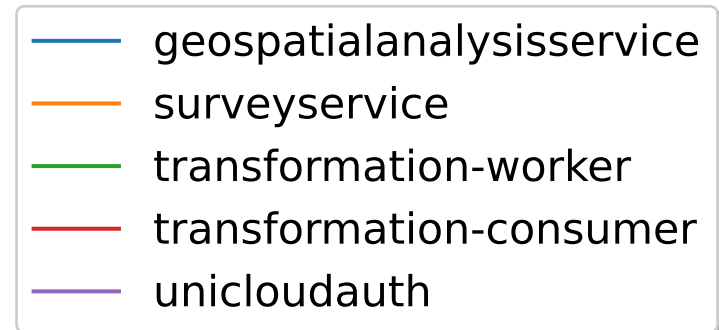 geospatialanalysisservice
surveyservice
transformation-worker
transformation-consumer
unicloudauth